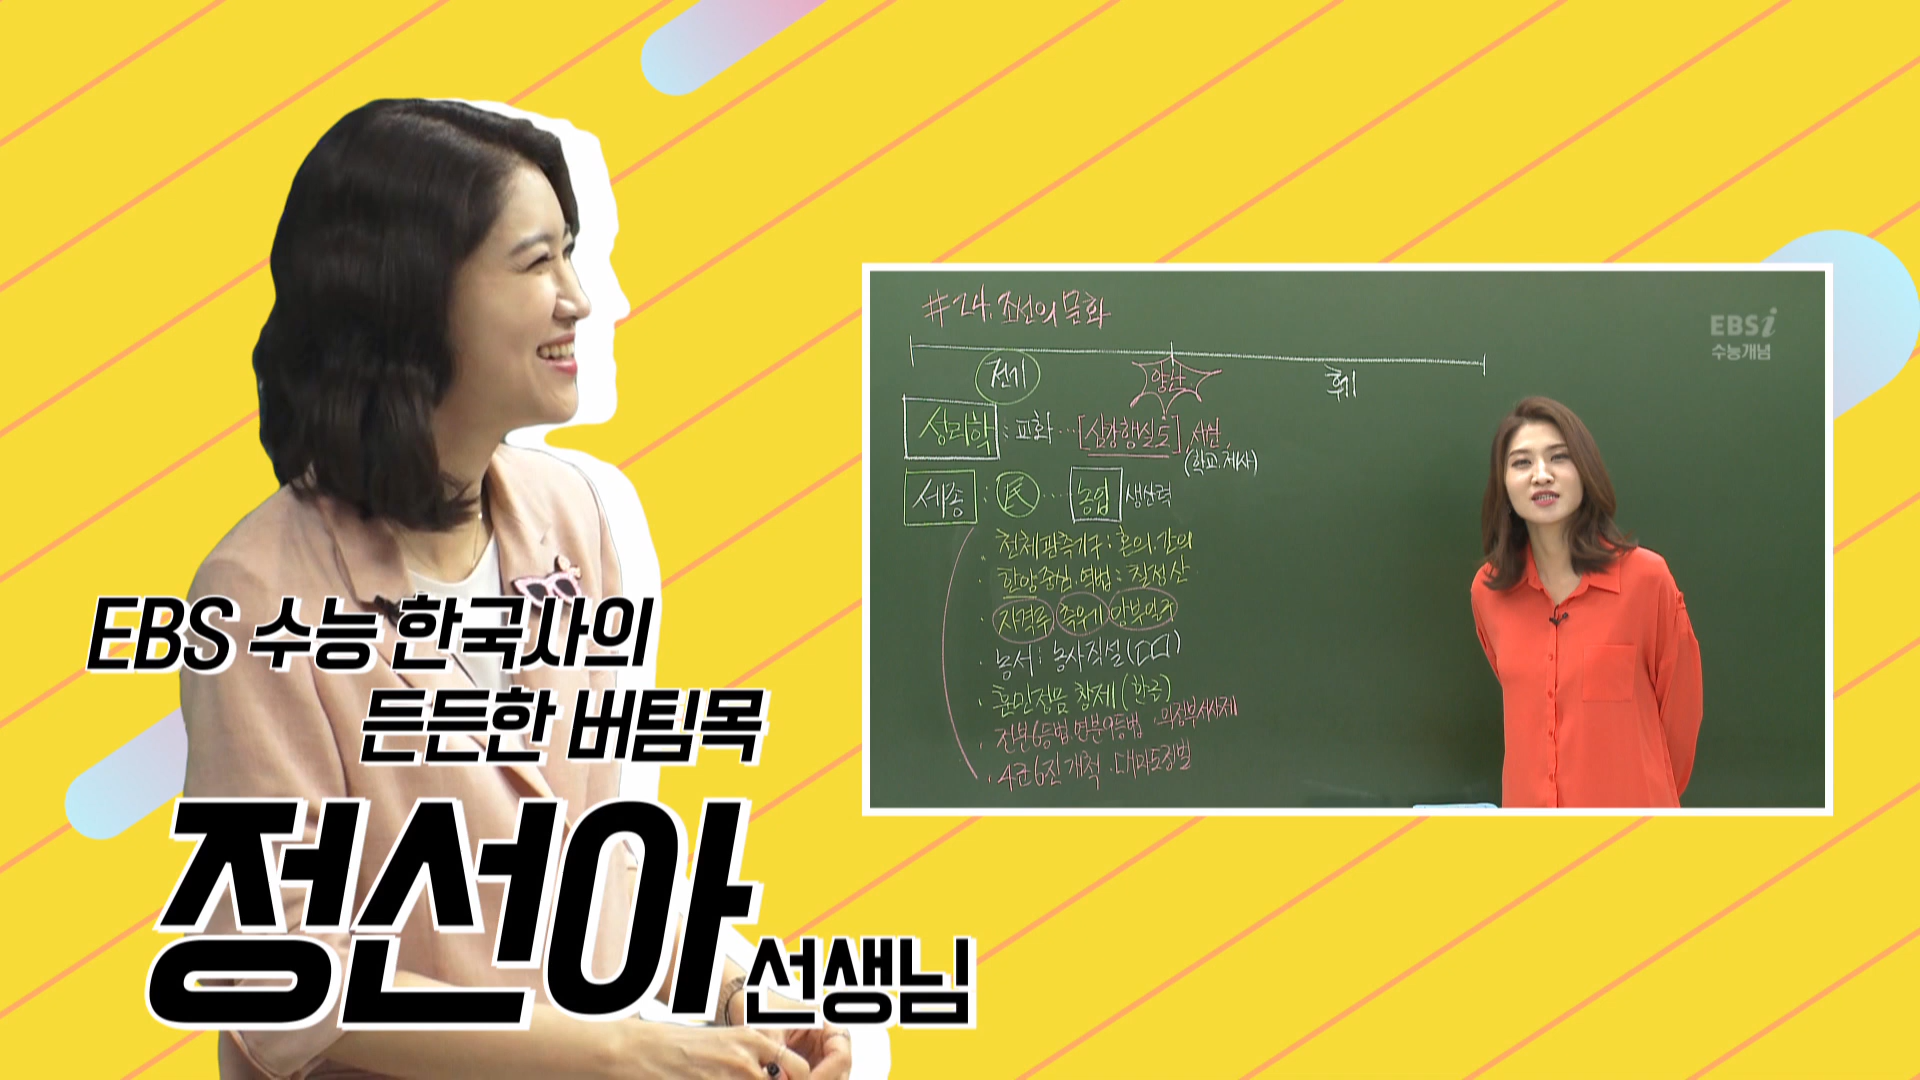 EBS 수능 한국사의
든든한 버팀목
정선아 선생님
#24. 조선의 문화
EBSi
수능개념
전기
양난
후기
성리학 : 교화 … [삼강행실도], 서원
(학교, 제사)
세종 : 民 … 농업 생산력
· 천체관측기구 : 혼의, 간의
· 한양중심 역법 : 칠정산
· 자격루 측우기 앙부일구
· 농서 : 농사직설 (□□)
· 훈민정음 창제 (한글)
· 전분6등법, 연분9등법 · 의정부서사제
· 4군 6진 개척 · 대마도정벌